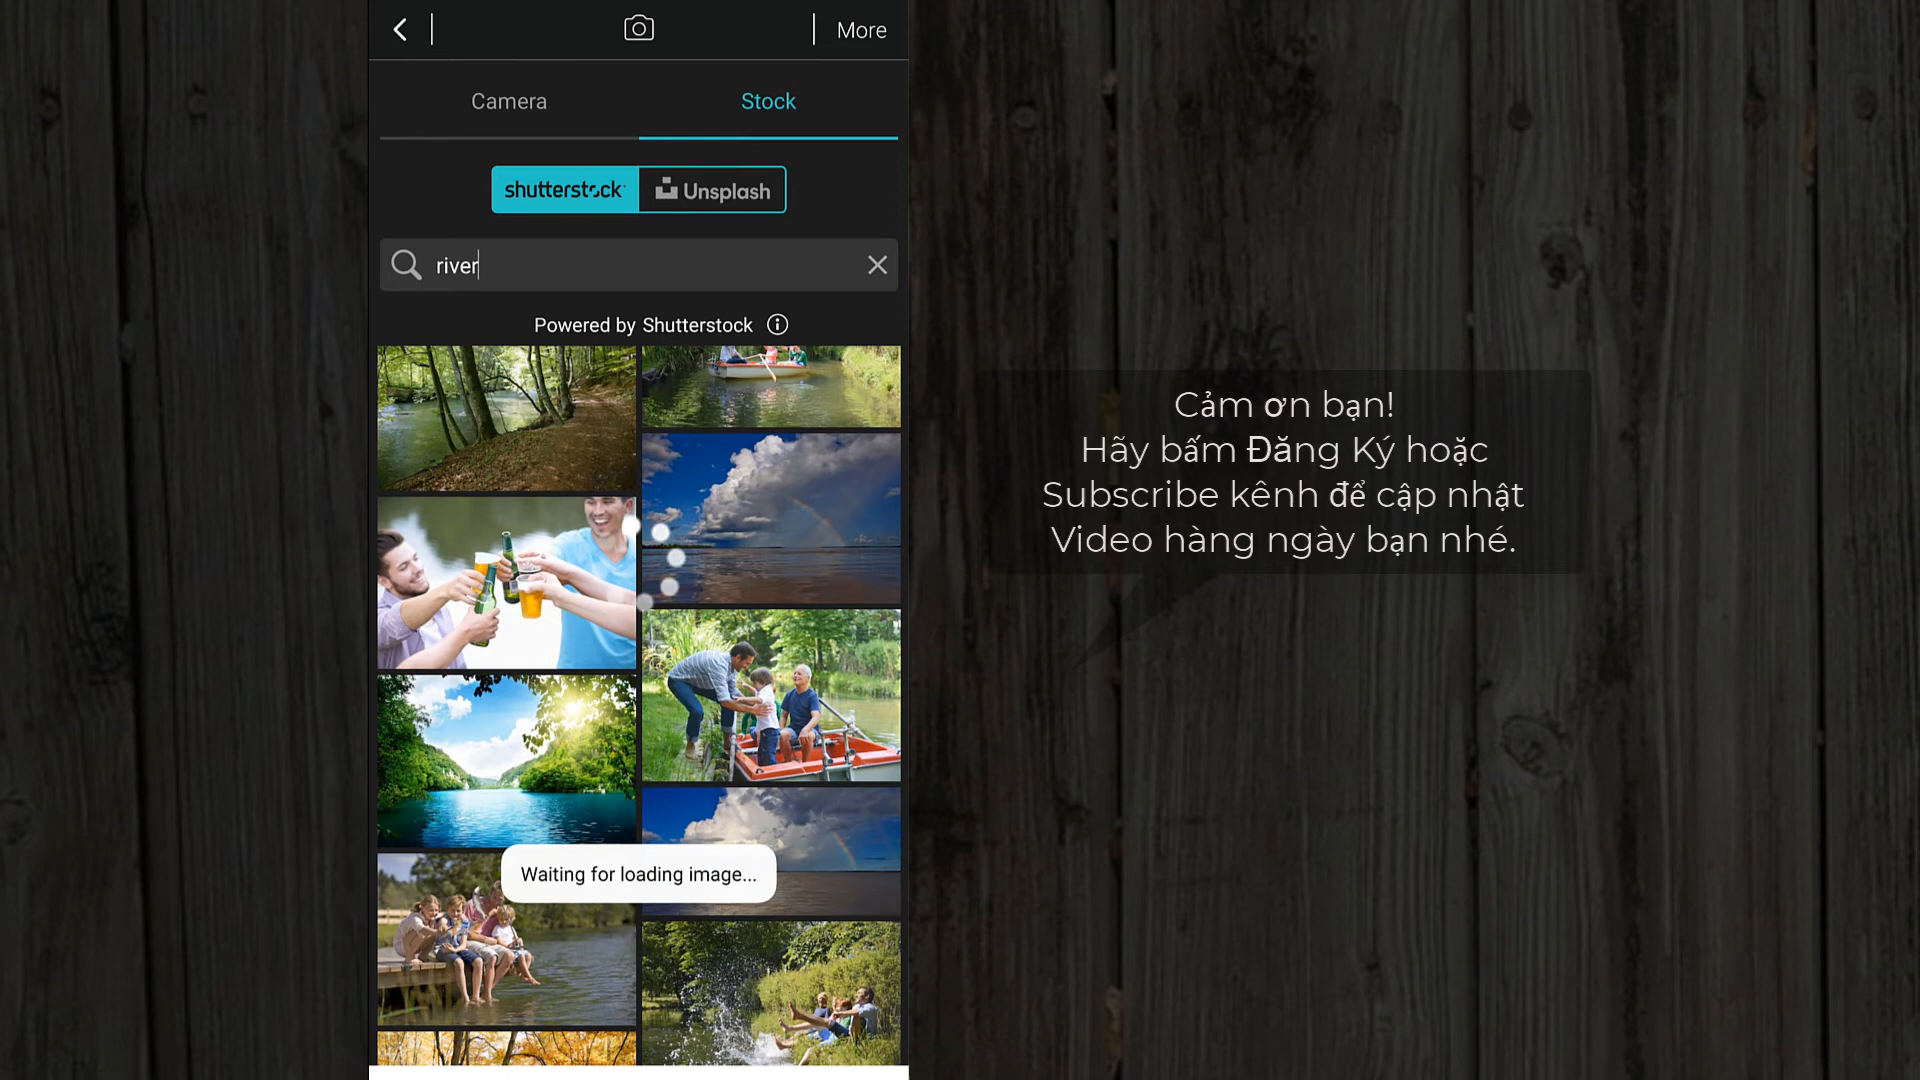 More
Camera
Stock
shutterstock
Unsplash
river
Powered by Shutterstock
Waiting for loading image...
Cảm ơn bạn!
Hãy bấm Đăng Ký hoặc
Subscribe kênh để cập nhật
Video hàng ngày bạn nhé.